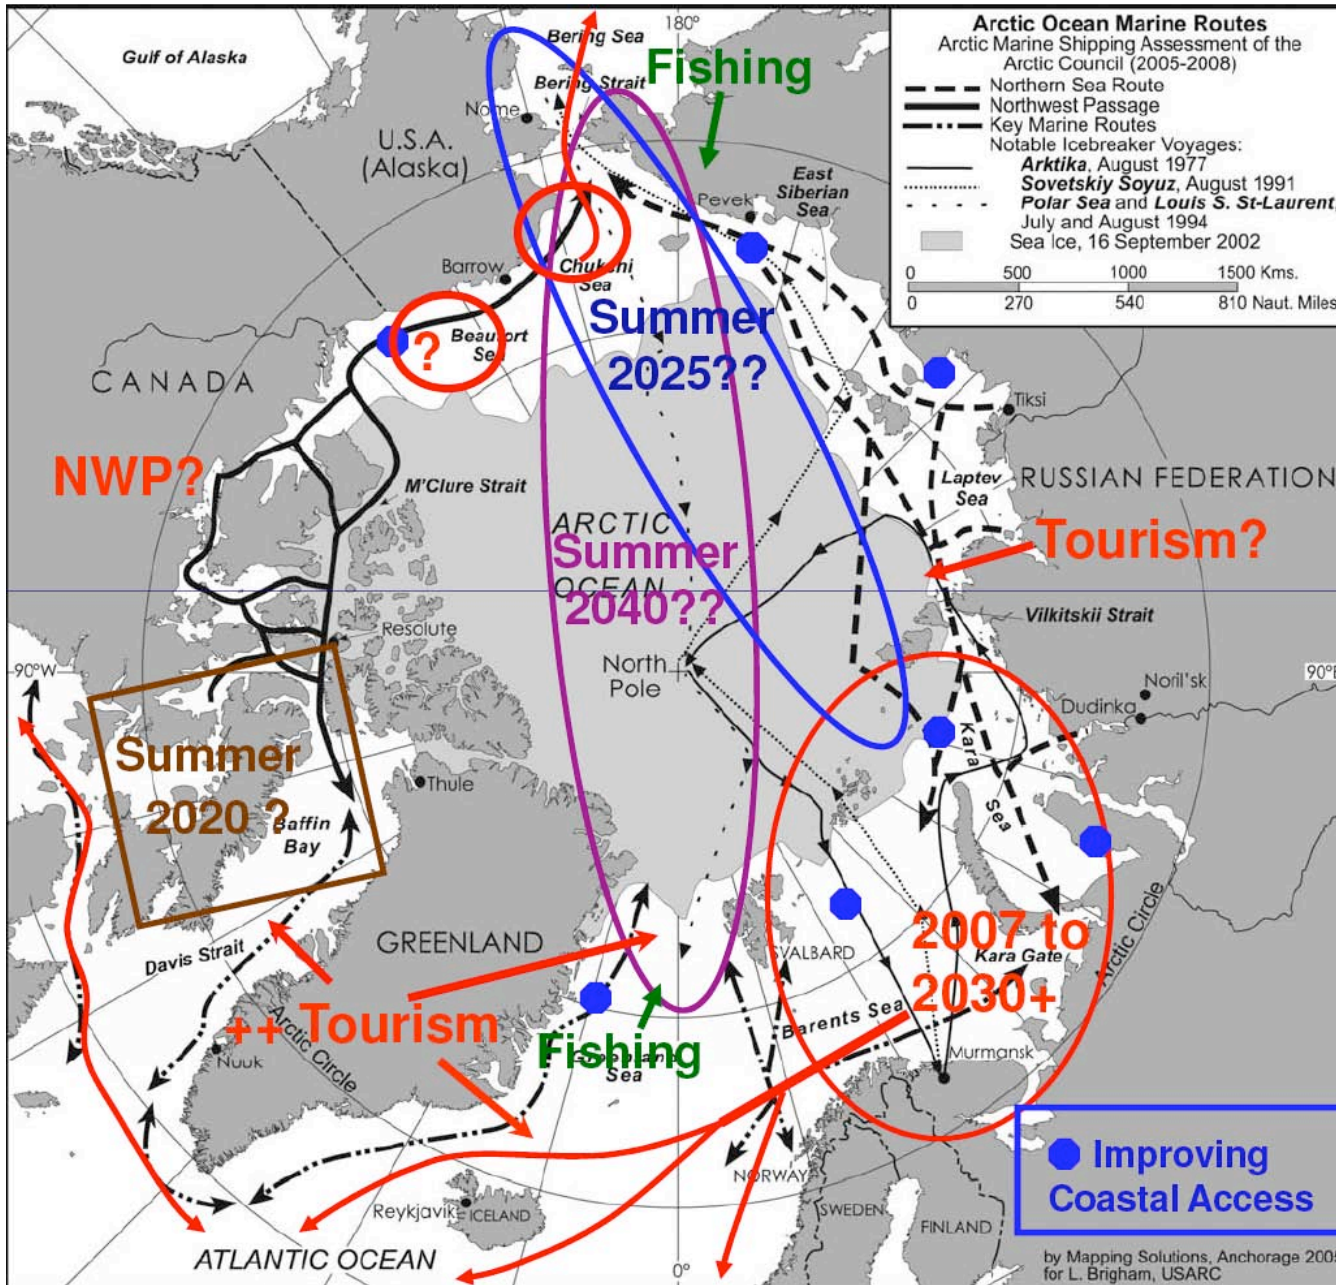 180°
Bering Sea
Gulf of Alaska
Fishing
Bering Strait
Nome
U.S.A.
(Alaska)
East
Siberian
Sea
Pevek
Arctic Ocean Marine Routes
Arctic Marine Shipping Assessment of the
Arctic Council (2005-2008)
Northern Sea Route
Northwest Passage
Key Marine Routes
Notable Icebreaker Voyages:
Arktika, August 1977
Sovetskiy Soyuz, August 1991
Polar Sea and Louis S. St-Laurent,
July and August 1994
Sea Ice, 16 September 2002
0 500 1000 1500 Kms.
0 270 540 810 Naut. Miles
Barrow
Chukchi
Sea
Summer
2025??
Beaufort
Sea
?
CANADA
Tiksi
NWP?
M'Clure Strait
Laptev
Sea
RUSSIAN FEDERATION
ARCTIC
OCEAN
Summer
2040??
Tourism?
Vilkitskii Strait
Resolute
90°W
North
Pole
Noril'sk
90°E
Dudinka
Kara
Sea
Summer
2020 ?
Thule
Baffin
Bay
Davis Strait
GREENLAND
SVALBARD
2007 to
2030+
Kara Gate
Arctic Circle
++ Tourism
Arctic Circle
Nuuk
Fishing
Greenland
Sea
Barents Sea
Murmansk
NORWAY
Reykjavik
ICELAND
SWEDEN
FINLAND
ATLANTIC OCEAN
0°
Improving
Coastal Access
by Mapping Solutions, Anchorage 2005
for L. Brigham, USARC